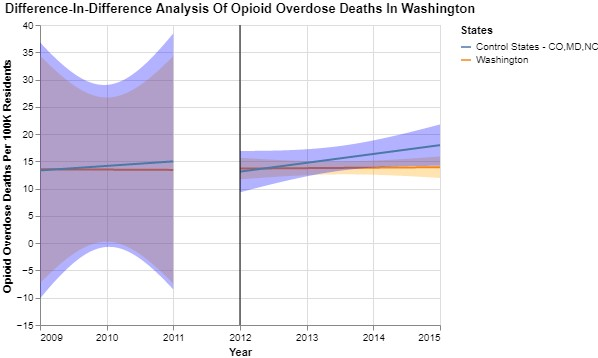 Difference-In-Difference Analysis Of Opioid Overdose Deaths In Washington
States
Control States - CO,MD,NC
Washington
Opioid Overdose Deaths Per 100K Residents
40
35
30
25
20
15
10
5
0
−5
−10
−15
2009 2010 2011 2012 2013 2014 2015
Year